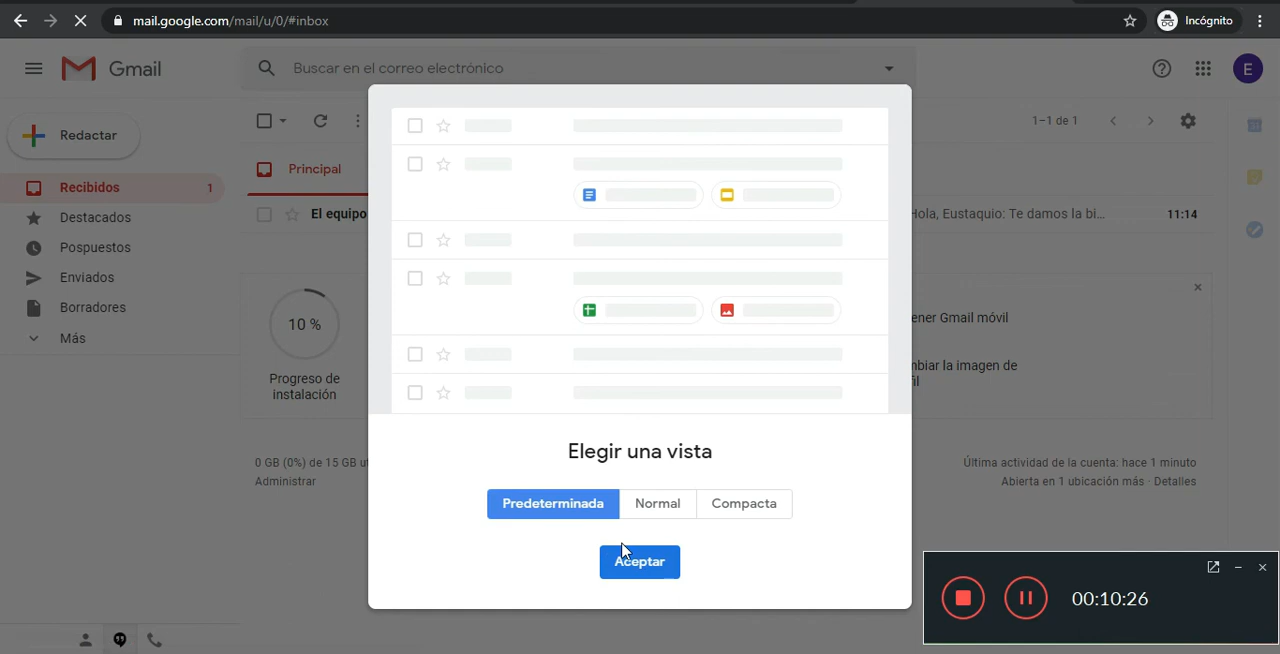 mail.google.com/mail/u/0/#inbox
Incógnito
Gmail
Buscar en el correo electrónico
E
Redactar
1–1 de 1
31
Principal
Recibidos 1
El equipo
Hola, Eustaquio: Te damos la bi...
11:14
Destacados
Pospuestos
Enviados
Borradores
Más
10 %
Progreso de
instalación
ener Gmail móvil
nbiar la imagen de
fil
Elegir una vista
0 GB (0%) de 15 GB ut
Administrar
Última actividad de la cuenta: hace 1 minuto
Abierta en 1 ubicación más · Detalles
Predeterminada Normal Compacta
Aceptar
00:10:26